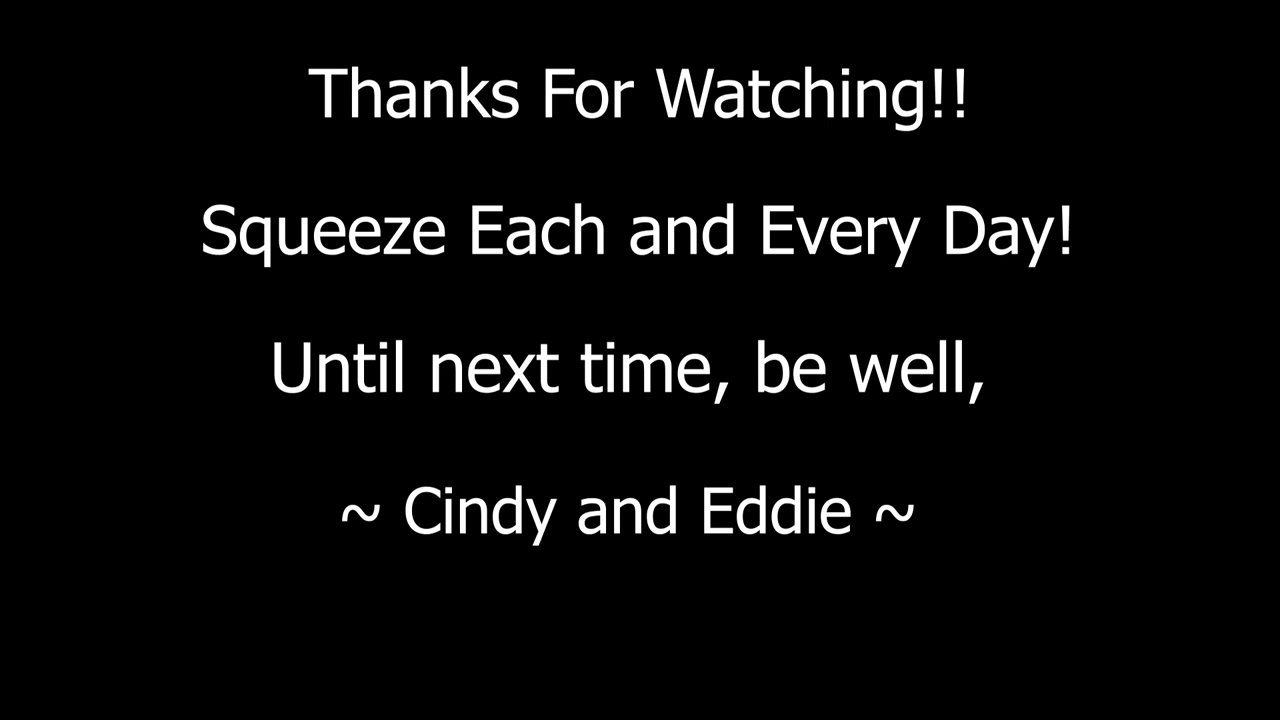 Thanks For Watching!!
Squeeze Each and Every Day!
Until next time, be well,
~ Cindy and Eddie ~